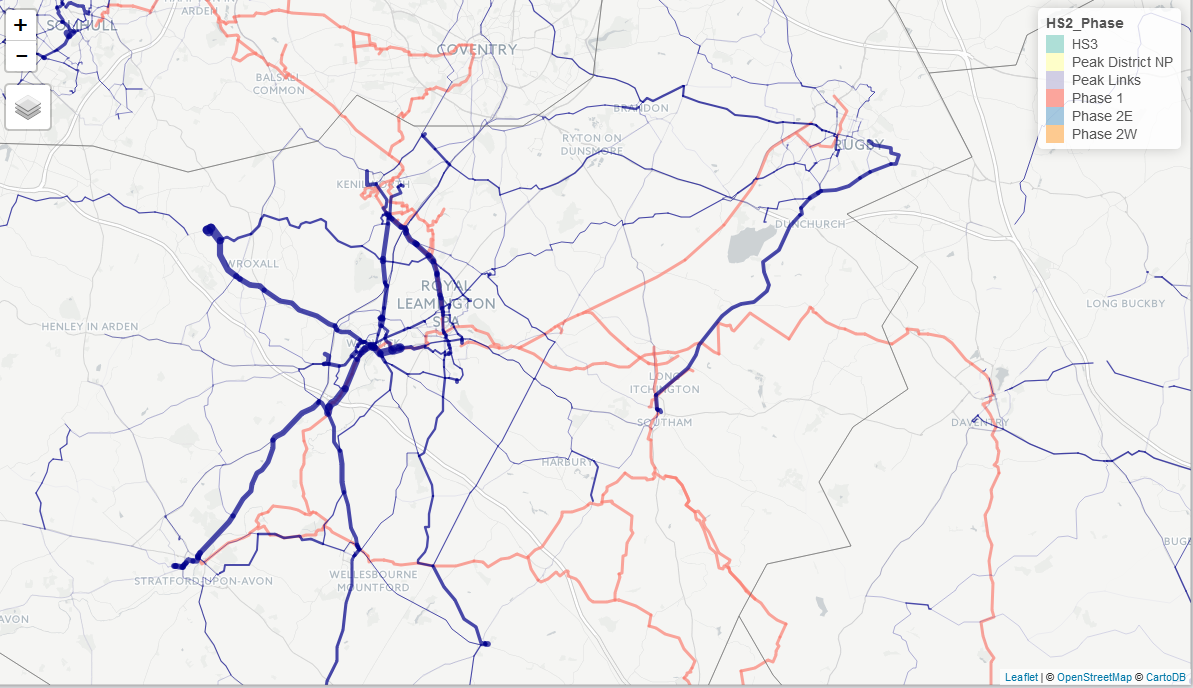 ARDEN
SOLIHULL
+
−
COVENTRY
BALSALL
COMMON
HS2_Phase
HS3
Peak District NP
Peak Links
Phase 1
Phase 2E
Phase 2W
BRANDON
RYTON ON
DUNSMORE
RUGBY
KENILWORTH
DUNCHURCH
WROXALL
ROYAL
LEAMINGTON
SPA
LONG BUCKBY
HENLEY IN ARDEN
LONG
ITCHINGTON
SOUTHAM
DAVENTRY
HARBURY
BUGB
STRATFORD-UPON-AVON
WELLESBOURNE
MOUNTFORD
AVON
Leaflet | © OpenStreetMap © CartoDB